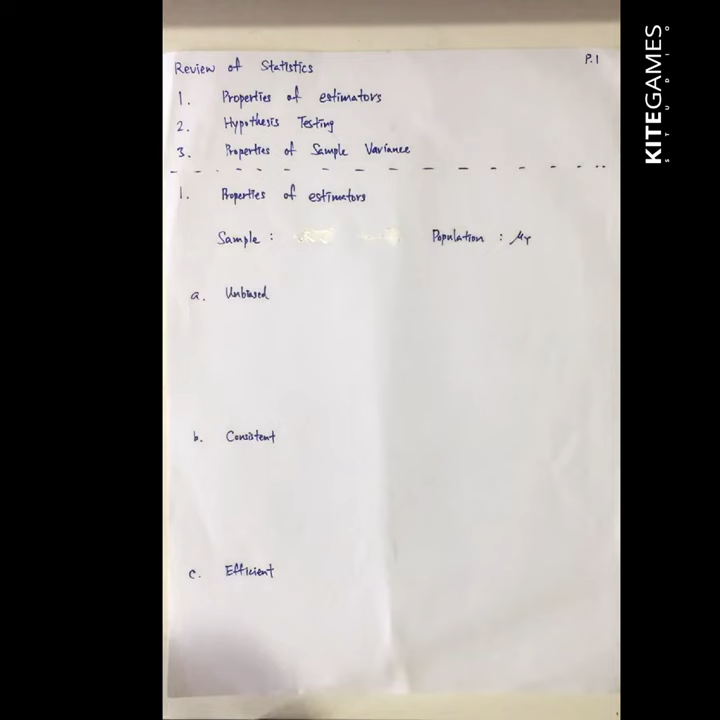 Review of Statistics
P.1
1. Properties of estimators
2. Hypothesis Testing
3. Properties of Sample Variance
1. Properties of estimators
Sample : Population : μY
a. Unbiased
b. Consistent
c. Efficient
KITEGAMES
STUDIO